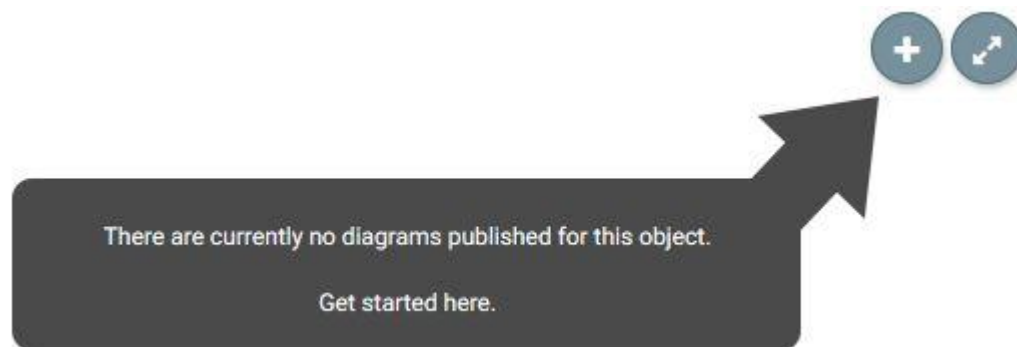 There are currently no diagrams published for this object.
Get started here.